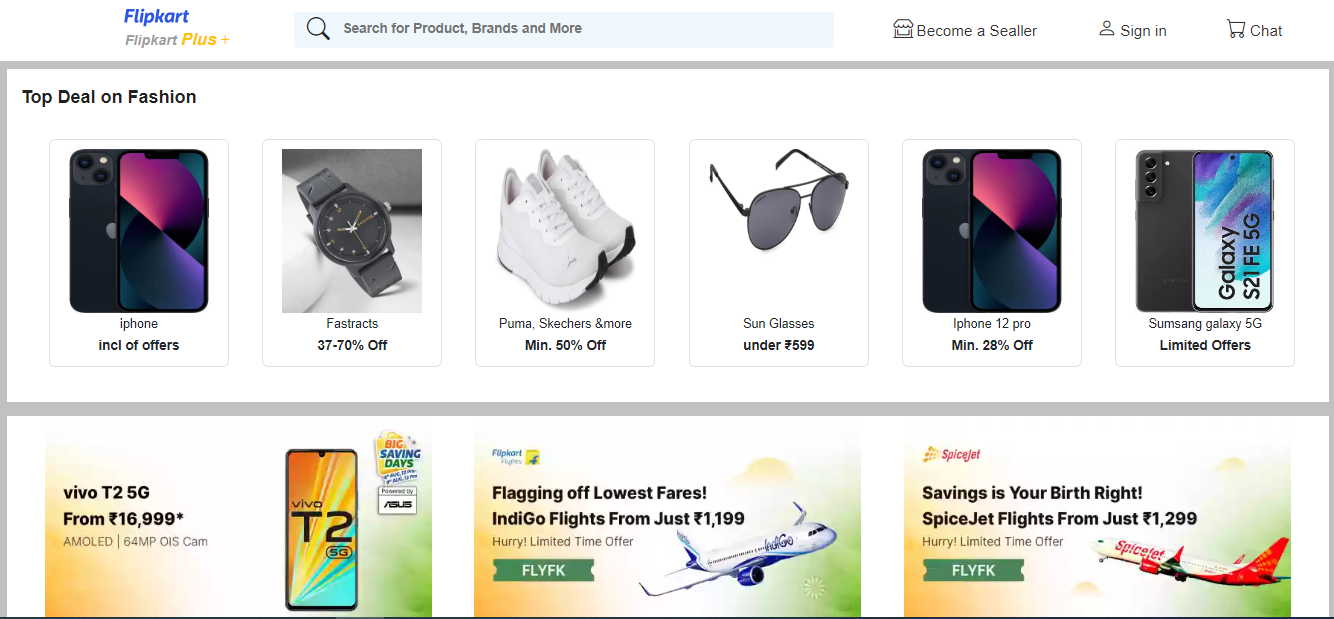 Flipkart
Flipkart Plus +
Search for Product, Brands and More
Become a Sealler
Sign in
Chat
Top Deal on Fashion
iphone
incl of offers
Fastracts
37-70% Off
Puma, Skechers &more
Min. 50% Off
Sun Glasses
under ₹599
Iphone 12 pro
Min. 28% Off
Galaxy
S21 FE 5G
Sumsang galaxy 5G
Limited Offers
vivo T2 5G
From ₹16,999*
AMOLED | 64MP OIS Cam
vivo
T2
5G
BIG
SAVING
DAYS
Powered by
ASUS
Flipkart
Flights
Flagging off Lowest Fares!
IndiGo Flights From Just ₹1,199
Hurry! Limited Time Offer
FLYFK
IndiGo
SpiceJet
Savings is Your Birth Right!
SpiceJet Flights From Just ₹1,299
Hurry! Limited Time Offer
FLYFK
SpiceJet